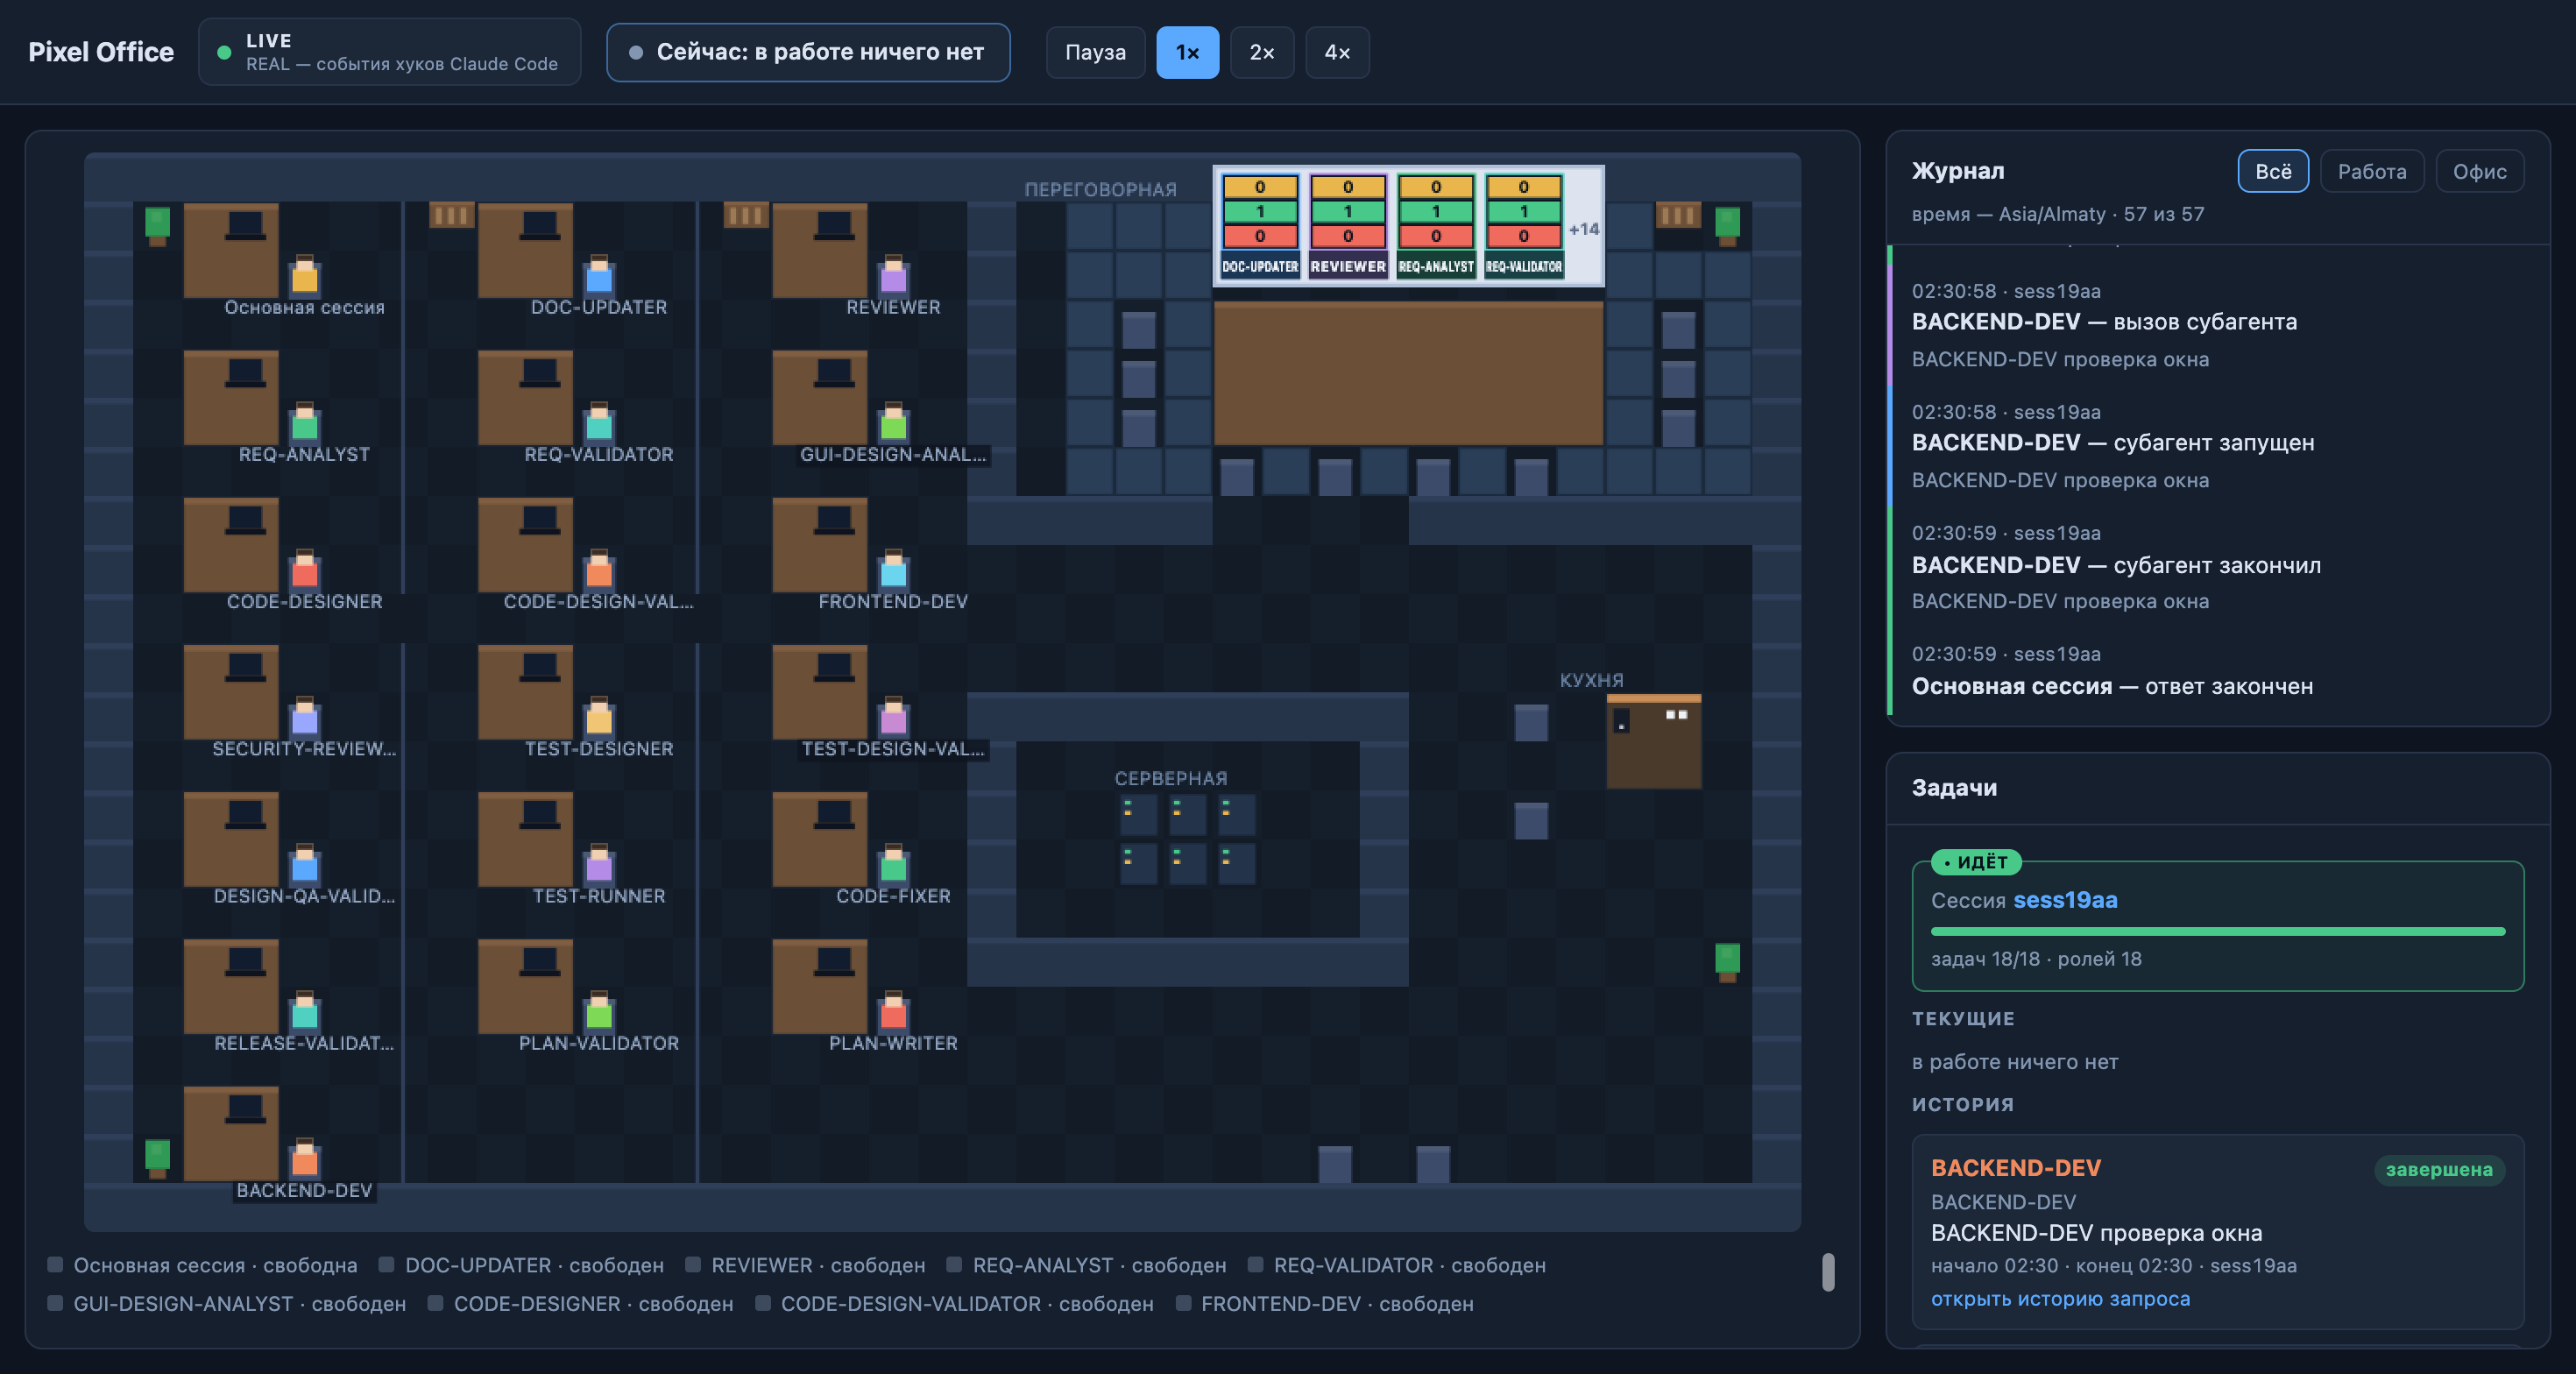 Pixel Office
LIVE
REAL — события хуков Claude Code
Сейчас: в работе ничего нет
Пауза
1×
2×
4×
ПЕРЕГОВОРНАЯ
0 0 0 0
1 1 1 1
0 0 0 0
+14
DOC-UPDATER REVIEWER REQ-ANALYST REQ-VALIDATOR
Основная сессия
DOC-UPDATER
REVIEWER
REQ-ANALYST
REQ-VALIDATOR
GUI-DESIGN-ANAL...
CODE-DESIGNER
CODE-DESIGN-VAL...
FRONTEND-DEV
SECURITY-REVIEW...
TEST-DESIGNER
TEST-DESIGN-VAL...
КУХНЯ
СЕРВЕРНАЯ
DESIGN-QA-VALID...
TEST-RUNNER
CODE-FIXER
RELEASE-VALIDAT...
PLAN-VALIDATOR
PLAN-WRITER
BACKEND-DEV
Основная сессия · свободна
DOC-UPDATER · свободен
REVIEWER · свободен
REQ-ANALYST · свободен
REQ-VALIDATOR · свободен
GUI-DESIGN-ANALYST · свободен
CODE-DESIGNER · свободен
CODE-DESIGN-VALIDATOR · свободен
FRONTEND-DEV · свободен
Журнал
Всё
Работа
Офис
время — Asia/Almaty · 57 из 57
02:30:58 · sess19aa
BACKEND-DEV — вызов субагента
BACKEND-DEV проверка окна
02:30:58 · sess19aa
BACKEND-DEV — субагент запущен
BACKEND-DEV проверка окна
02:30:59 · sess19aa
BACKEND-DEV — субагент закончил
BACKEND-DEV проверка окна
02:30:59 · sess19aa
Основная сессия — ответ закончен
Задачи
• ИДЁТ
Сессия sess19aa
задач 18/18 · ролей 18
ТЕКУЩИЕ
в работе ничего нет
ИСТОРИЯ
BACKEND-DEV
завершена
BACKEND-DEV
BACKEND-DEV проверка окна
начало 02:30 · конец 02:30 · sess19aa
открыть историю запроса